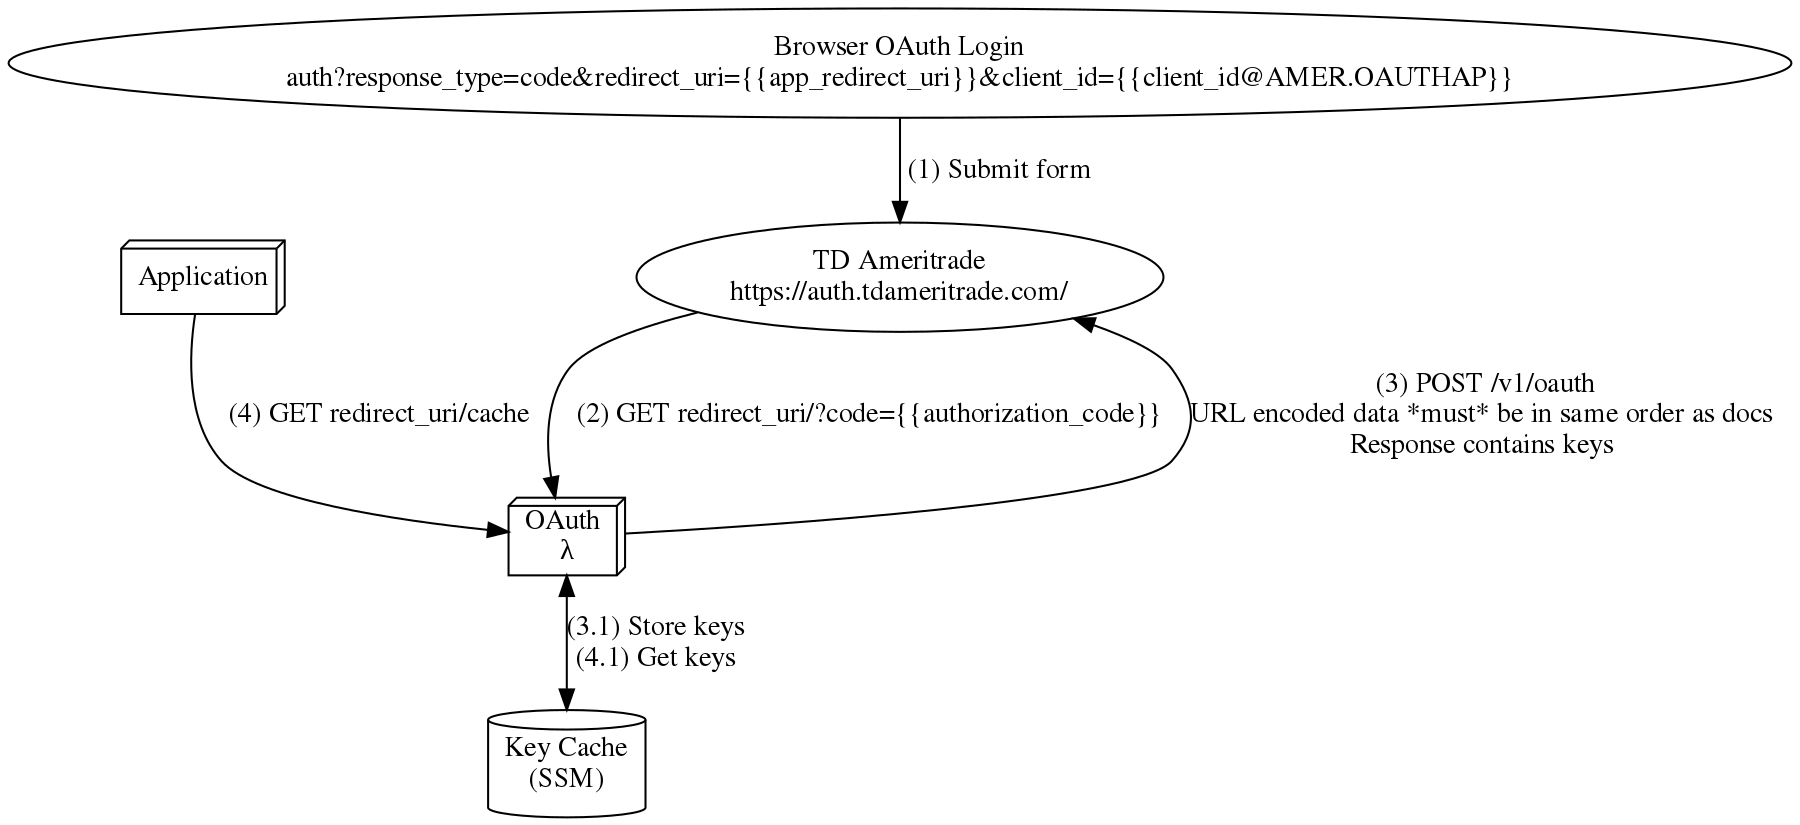 Browser OAuth Login
auth?response_type=code&redirect_uri={{app_redirect_uri}}&client_id={{client_id@AMER.OAUTHAP}}
(1) Submit form
Application
TD Ameritrade
https://auth.tdameritrade.com/
(4) GET redirect_uri/cache
(2) GET redirect_uri/?code={{authorization_code}}
(3) POST /v1/oauth
URL encoded data *must* be in same order as docs
Response contains keys
OAuth
λ
(3.1) Store keys
(4.1) Get keys
Key Cache
(SSM)